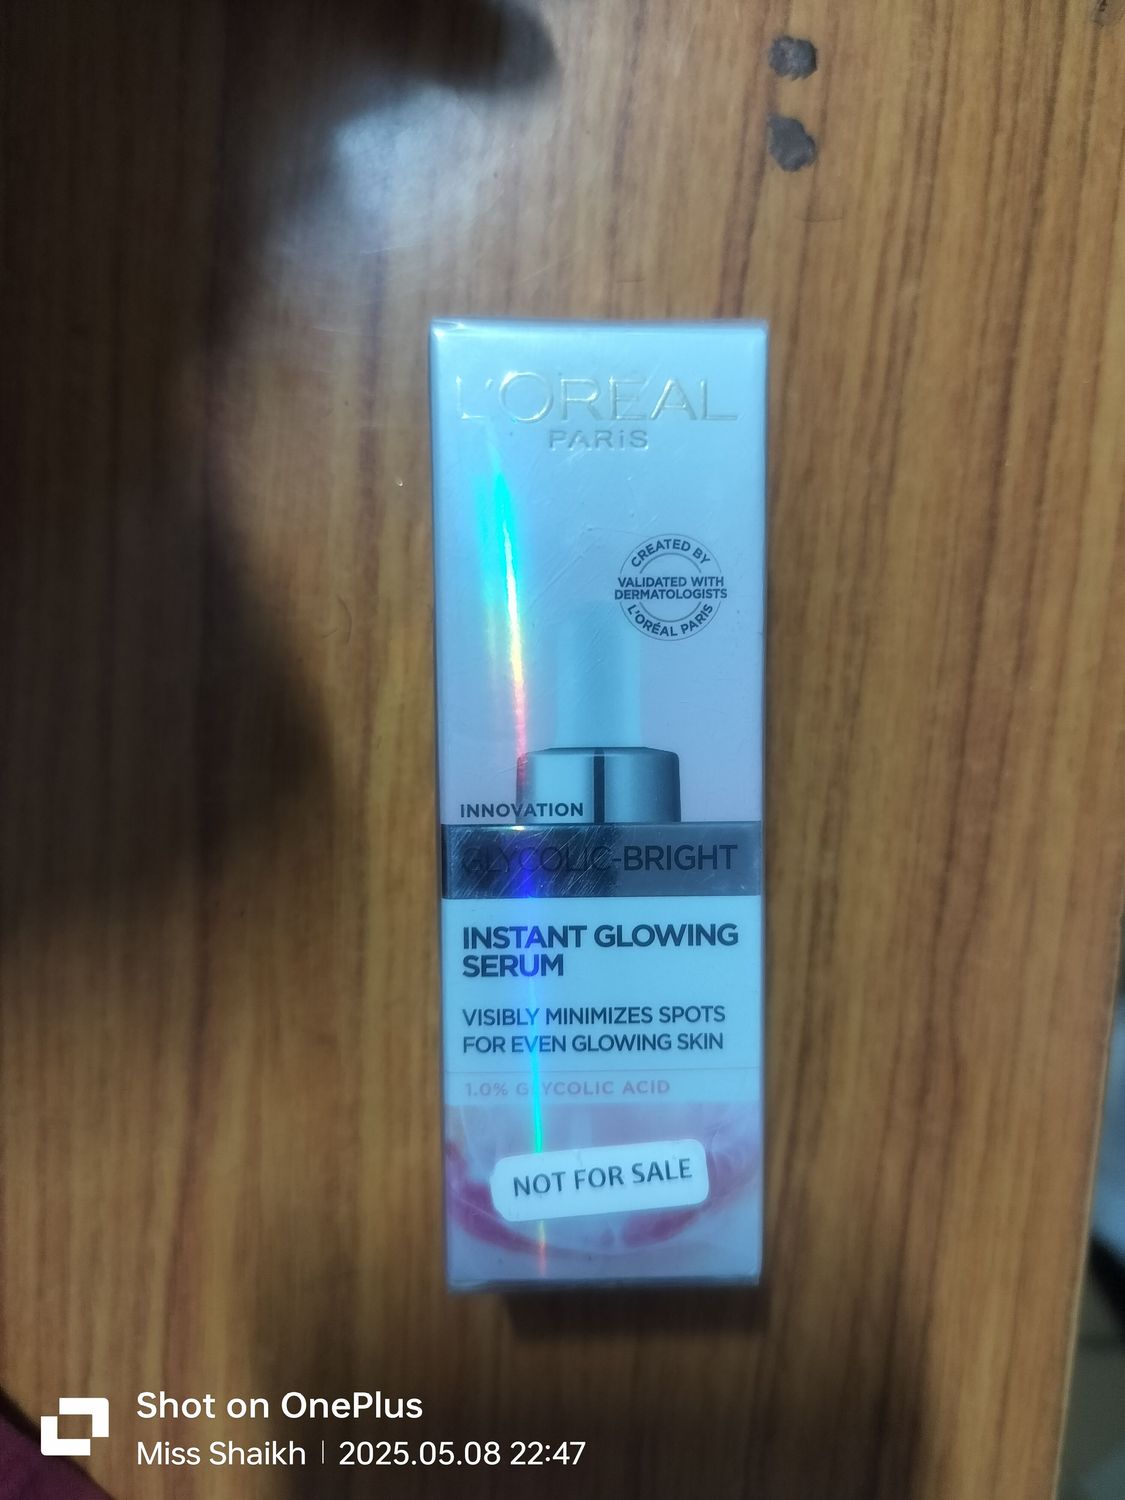 L'ORÉAL
PARiS
CREATED BY
VALIDATED WITH
DERMATOLOGISTS
L'ORÉAL PARIS
INNOVATION
GLYCOLIC-BRIGHT
INSTANT GLOWING
SERUM
VISIBLY MINIMIZES SPOTS
FOR EVEN GLOWING SKIN
1.0% GLYCOLIC ACID
NOT FOR SALE
Shot on OnePlus
Miss Shaikh | 2025.05.08 22:47